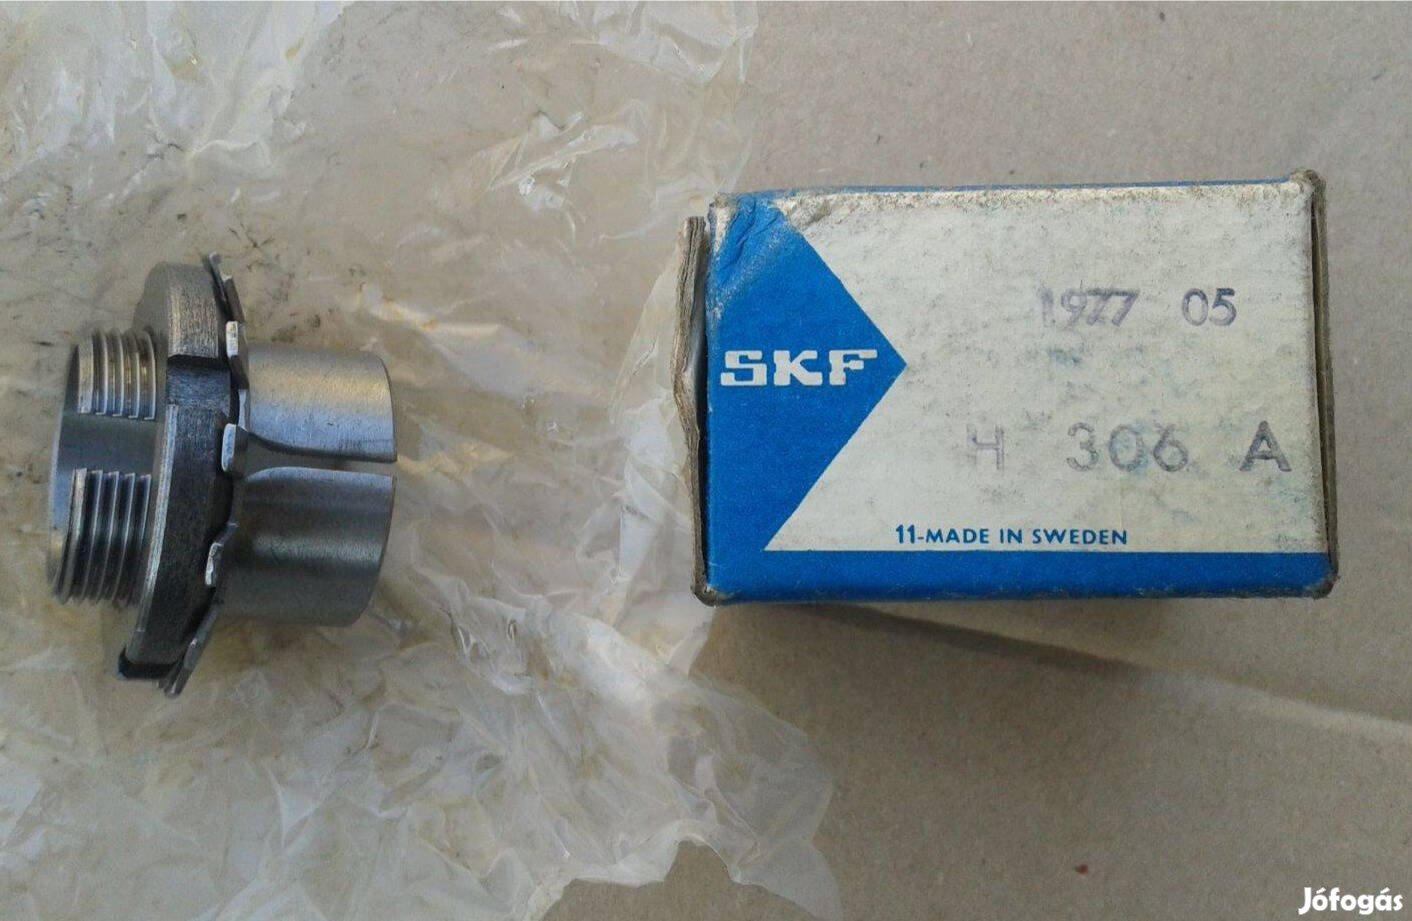 SKF
1977 05
H 306 A
11-MADE IN SWEDEN
Jófogás